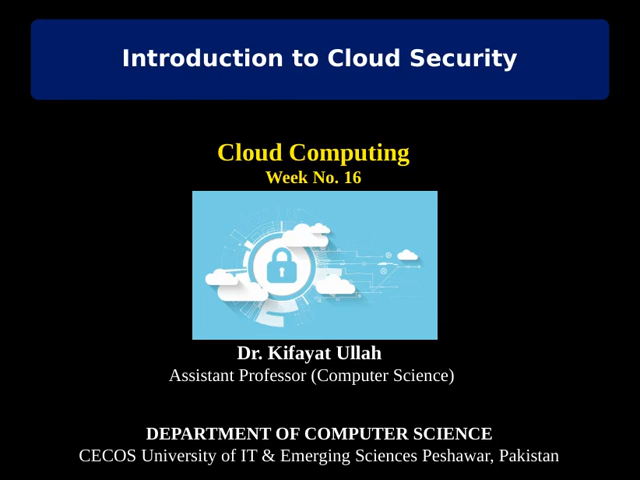 Introduction to Cloud Security
Cloud Computing
Week No. 16
Dr. Kifayat Ullah
Assistant Professor (Computer Science)
DEPARTMENT OF COMPUTER SCIENCE
CECOS University of IT & Emerging Sciences Peshawar, Pakistan